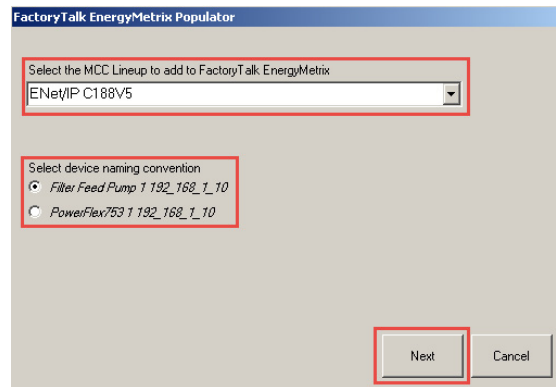 FactoryTalk EnergyMetrix Populator
Select the MCC Lineup to add to FactoryTalk EnergyMetrix
ENet/IP C188V5
Select device naming convention
Filter Feed Pump 1 192_168_1_10
PowerFlex753 1 192_168_1_10
Next
Cancel